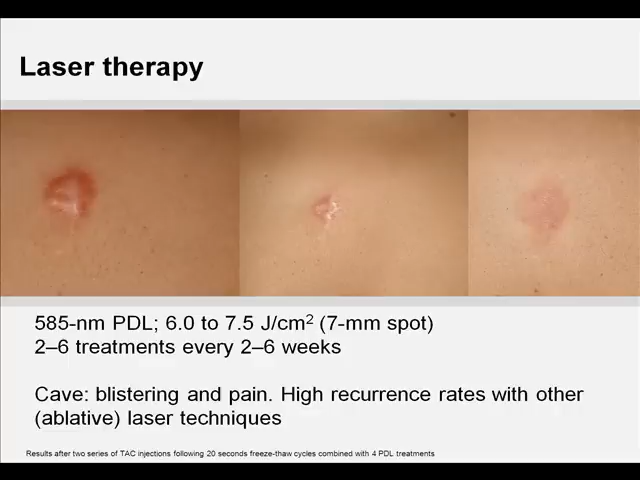 Laser therapy
585-nm PDL; 6.0 to 7.5 J/cm² (7-mm spot)
2–6 treatments every 2–6 weeks
Cave: blistering and pain. High recurrence rates with other
(ablative) laser techniques
Results after two series of TAC injections following 20 seconds freeze-thaw cycles combined with 4 PDL treatments